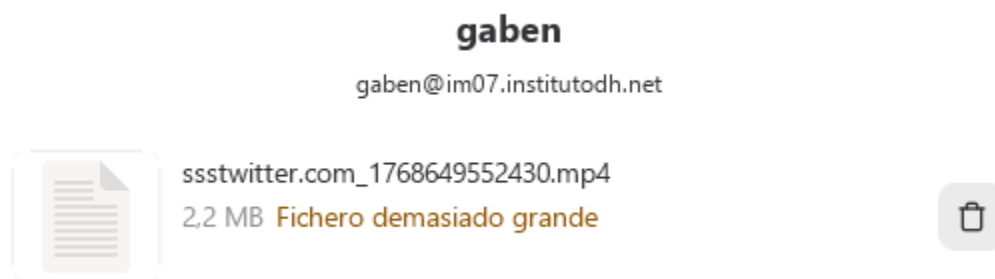 gaben
gaben@im07.institutodh.net
ssstwitter.com_1768649552430.mp4
2,2 MB Fichero demasiado grande